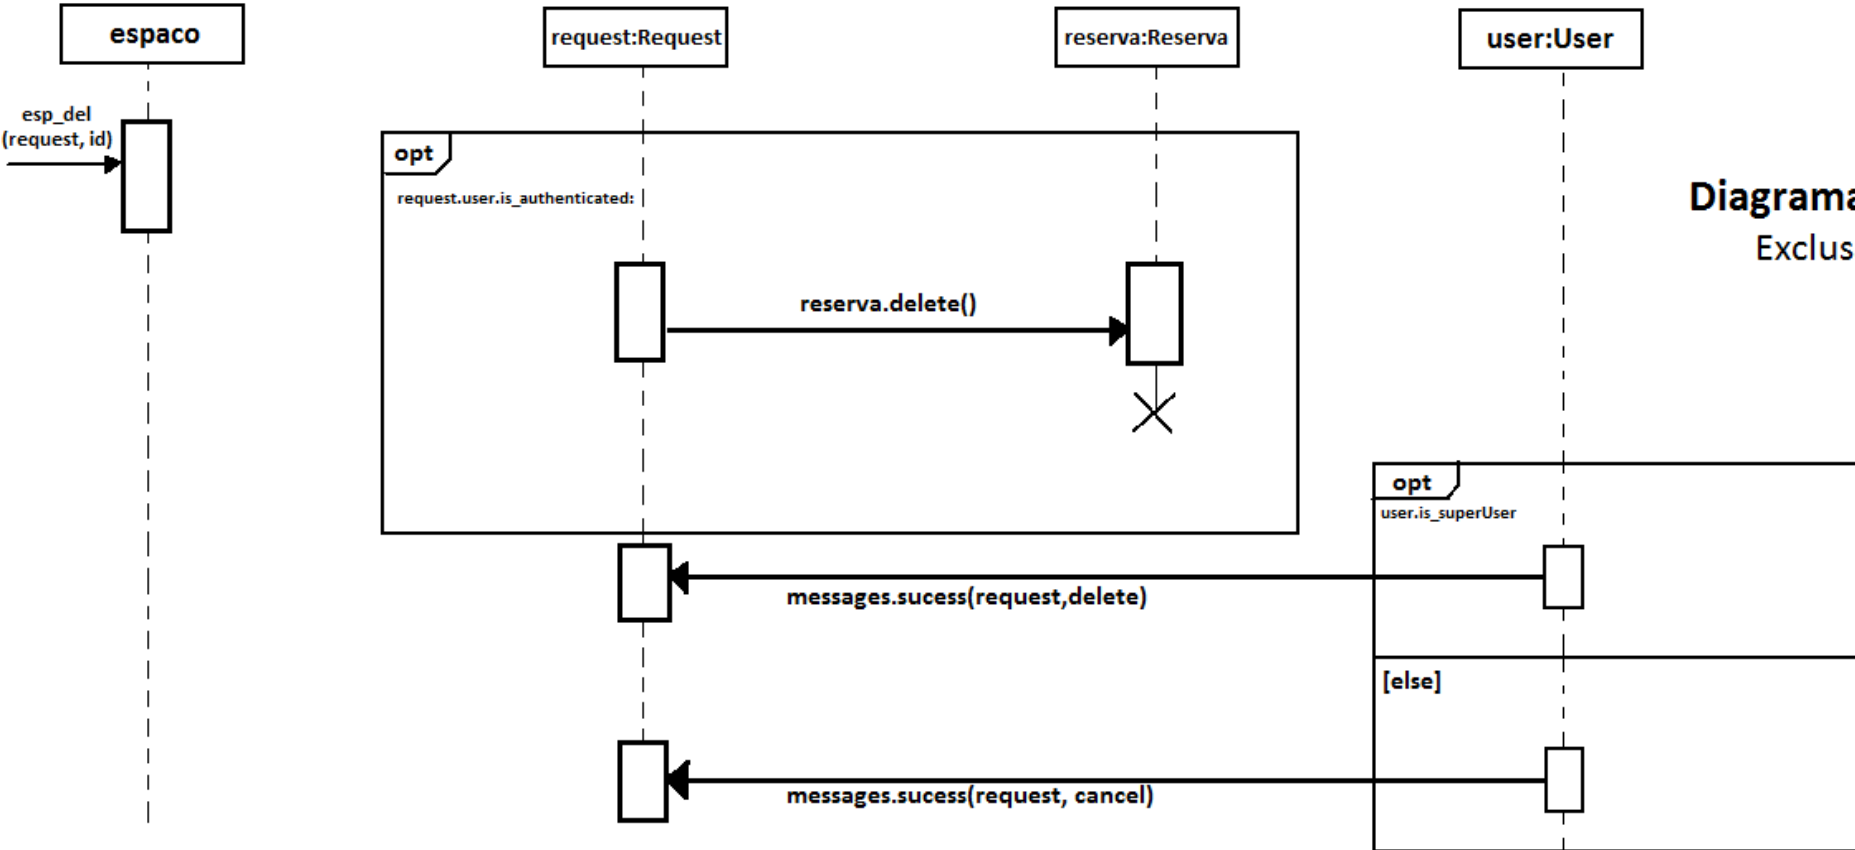 espaco
request:Request
reserva:Reserva
user:User
esp_del
(request, id)
opt
request.user.is_authenticated:
Diagrama
Exclus
reserva.delete()
opt
user.is_superUser
messages.sucess(request,delete)
[else]
messages.sucess(request, cancel)